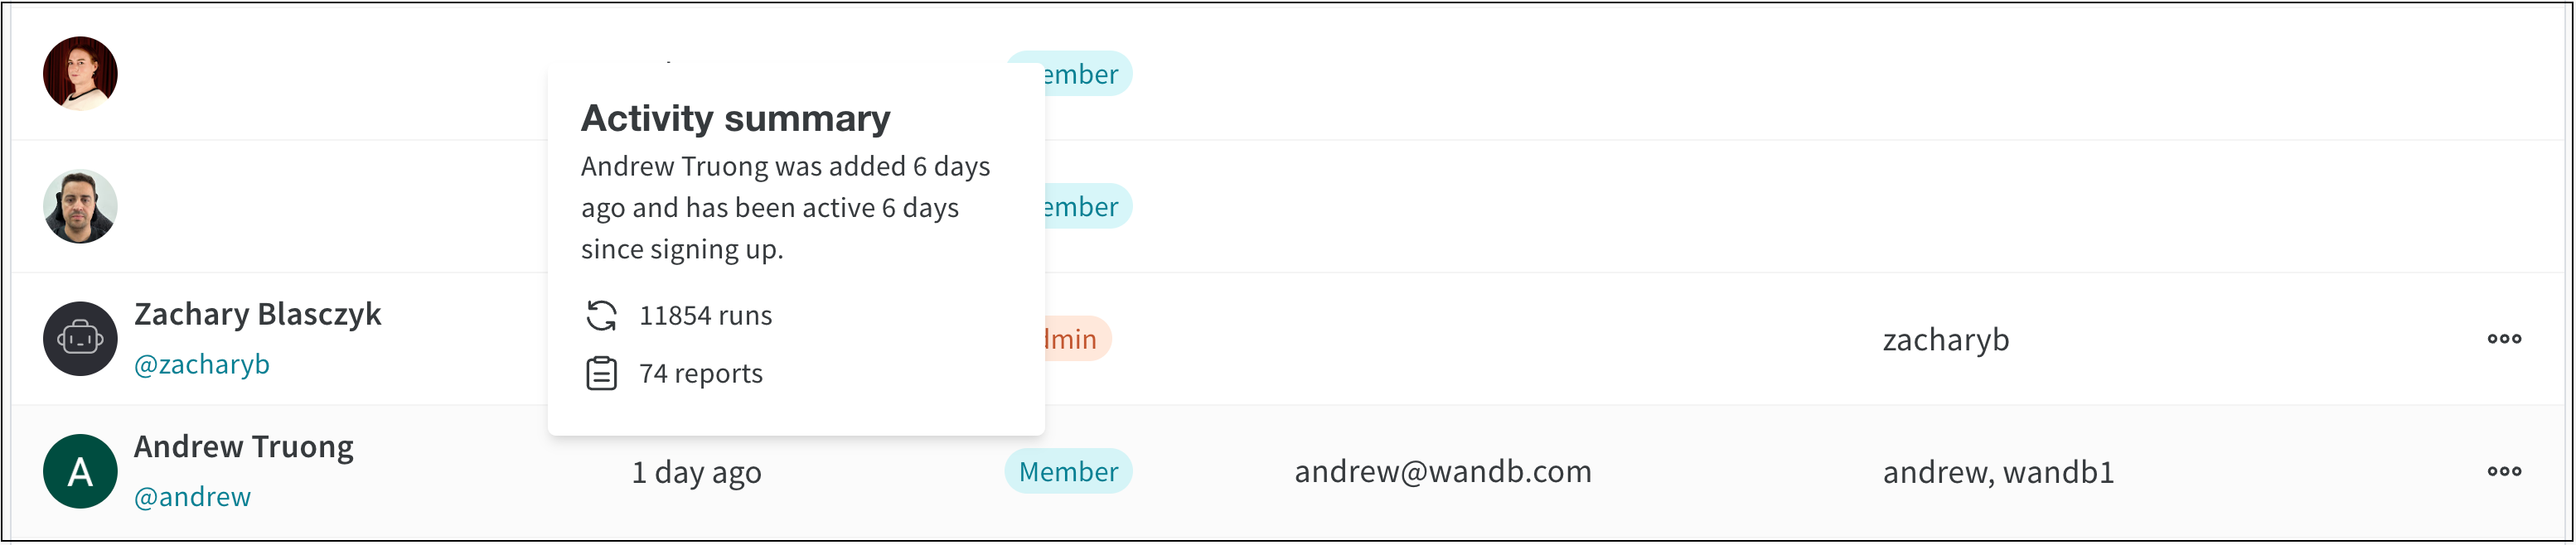 ember
Activity summary
Andrew Truong was added 6 days
ago and has been active 6 days
since signing up.
ember
11854 runs
74 reports
Zachary Blasczyk
@zacharyb
dmin
zacharyb
Andrew Truong
@andrew
A
1 day ago
Member
andrew@wandb.com
andrew, wandb1